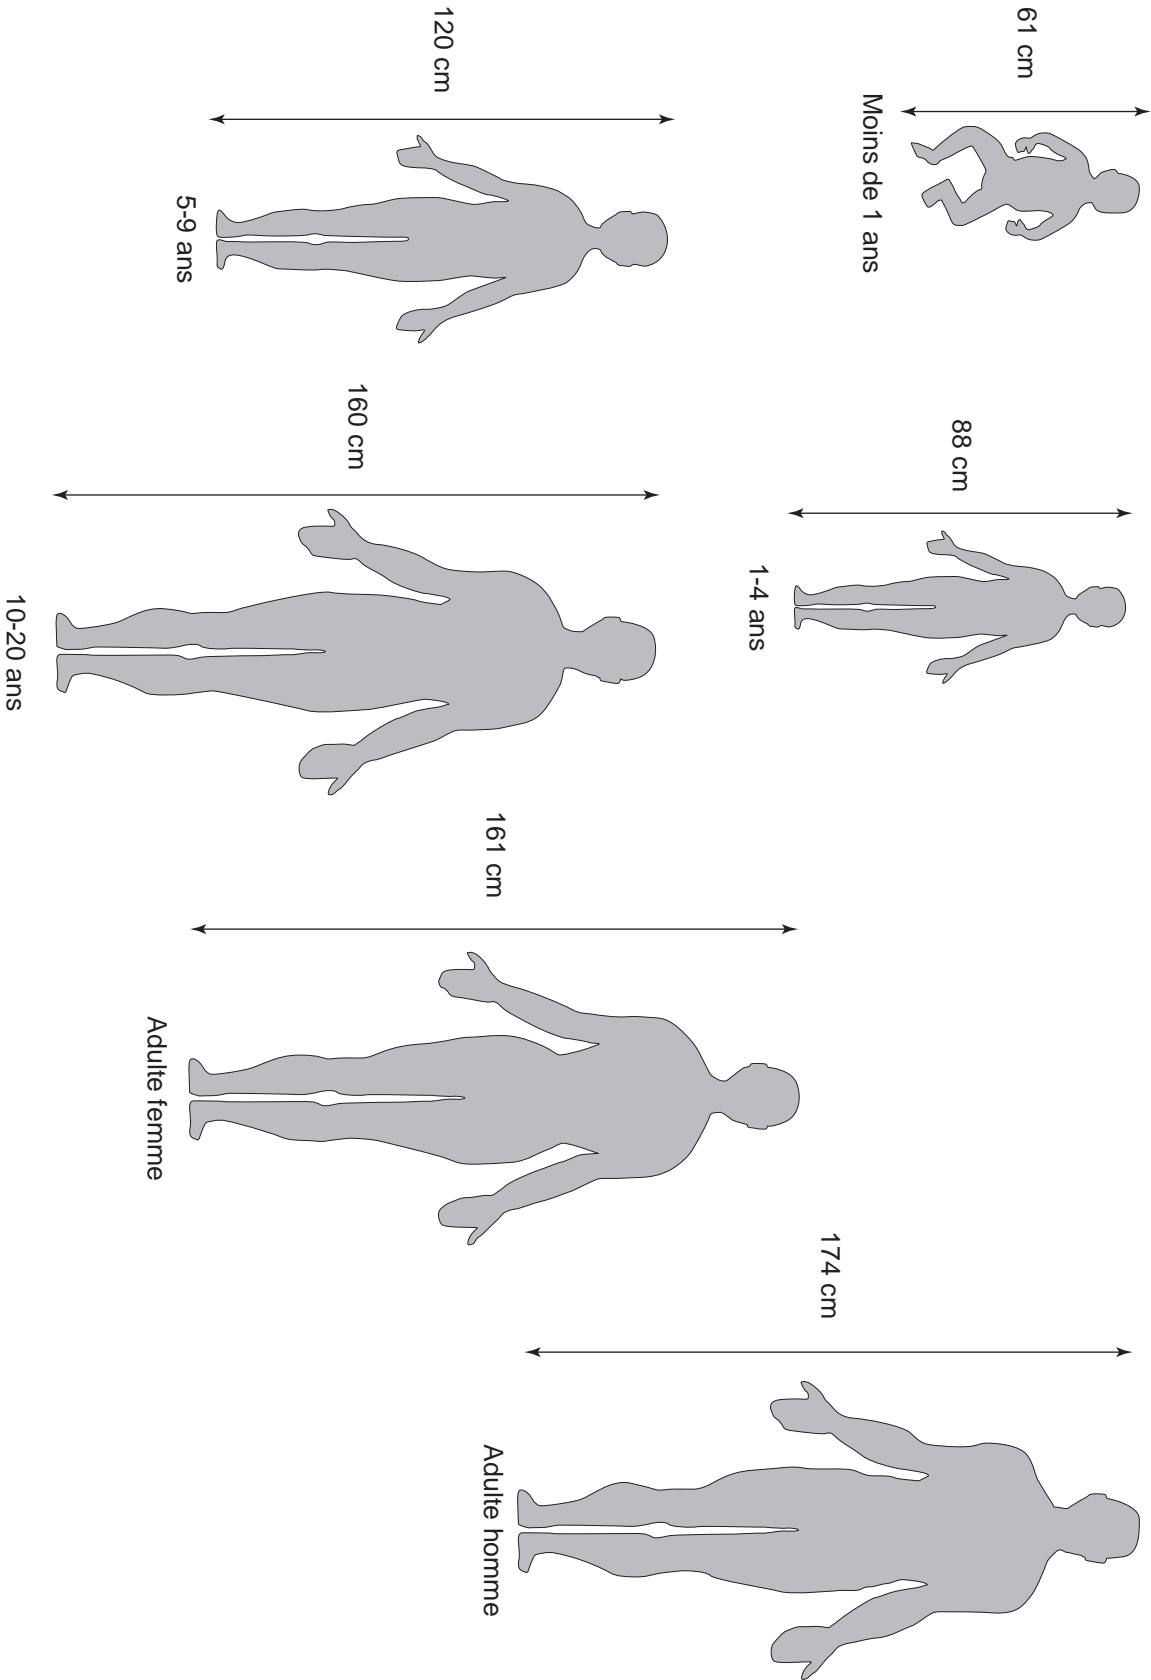 61 cm
Moins de 1 ans
88 cm
1-4 ans
120 cm
5-9 ans
160 cm
10-20 ans
161 cm
Adulte femme
174 cm
Adulte homme